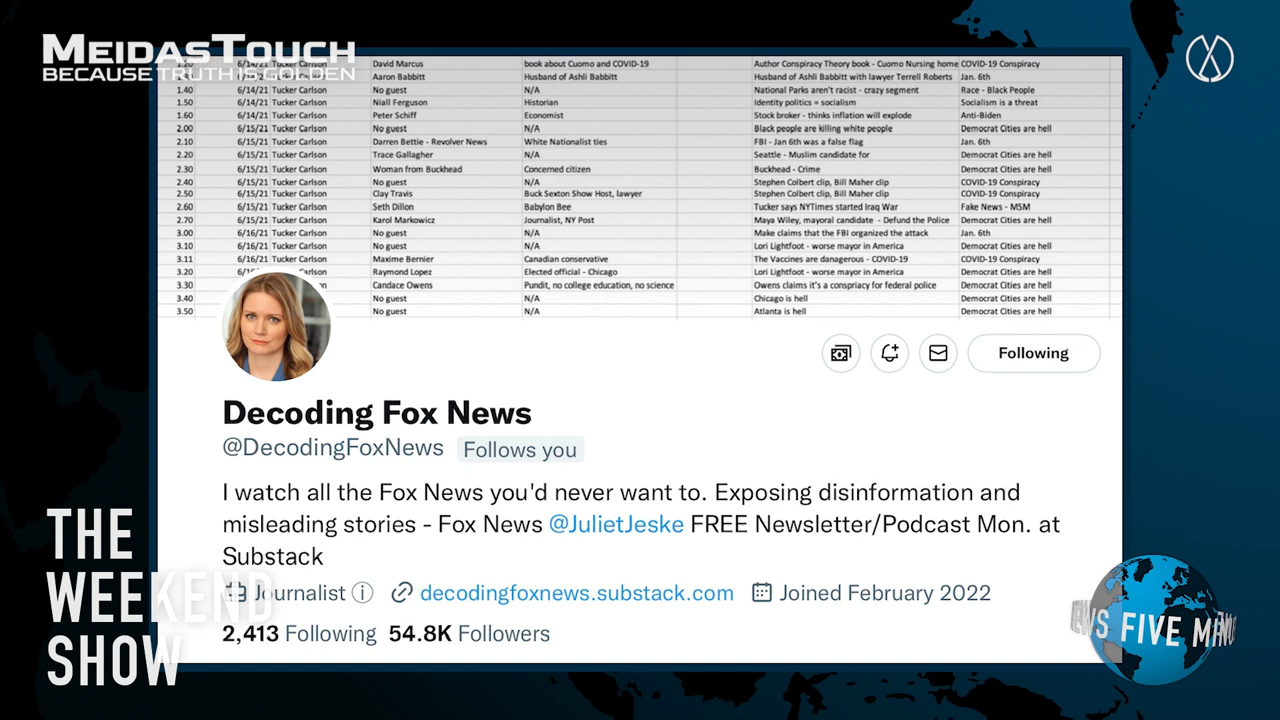 MEIDASTOUCH
BECAUSE TRUTH IS GOLDEN
6/14/21 Tucker Carlson David Marcus book about Cuomo and COVID-19 Author Conspiracy Theory book - Cuomo Nursing home COVID-19 Conspiracy
Aaron Babbitt Husband of Ashli Babbitt Husband of Ashli Babbitt with lawyer Terrell Roberts Jan. 6th
1.40 6/14/21 Tucker Carlson No guest N/A National Parks aren't racist - crazy segment Race - Black People
1.50 6/14/21 Tucker Carlson Niall Ferguson Historian Identity politics = socialism Socialism is a threat
1.60 6/14/21 Tucker Carlson Peter Schiff Economist Stock broker - thinks inflation will explode Anti-Biden
2.00 6/15/21 Tucker Carlson No guest N/A Black people are killing white people Democrat Cities are hell
2.10 6/15/21 Tucker Carlson Darren Bettie - Revolver News White Nationalist ties FBI - Jan 6th was a false flag Jan. 6th
2.20 6/15/21 Tucker Carlson Trace Gallagher N/A Seattle - Muslim candidate for Democrat Cities are hell
2.30 6/15/21 Tucker Carlson Woman from Buckhead Concerned citizen Buckhead - Crime Democrat Cities are hell
2.40 6/15/21 Tucker Carlson No guest N/A Stephen Colbert clip, Bill Maher clip COVID-19 Conspiracy
2.50 6/15/21 Tucker Carlson Clay Travis Buck Sexton Show Host, lawyer Stephen Colbert clip, Bill Maher clip COVID-19 Conspiracy
2.60 6/15/21 Tucker Carlson Seth Dillon Babylon Bee Tucker says NYTimes started Iraq War Fake News - MSM
2.70 6/15/21 Tucker Carlson Karol Markowicz Journalist, NY Post Maya Wiley, mayoral candidate - Defund the Police Democrat Cities are hell
3.00 6/16/21 Tucker Carlson No guest N/A Make claims that the FBI organized the attack Jan. 6th
3.10 6/16/21 Tucker Carlson No guest N/A Lori Lightfoot - worse mayor in America Democrat Cities are hell
3.11 6/16/21 Tucker Carlson Maxime Bernier Canadian conservative The Vaccines are danagerous - COVID-19 COVID-19 Conspiracy
3.20 Raymond Lopez Elected official - Chicago Lori Lightfoot - worse mayor in America Democrat Cities are hell
3.30 Candace Owens Pundit, no college education, no science Owens claims it's a conspriacy for federal police Democrat Cities are hell
3.40 No guest N/A Chicago is hell Democrat Cities are hell
3.50 No guest N/A Atlanta is hell Democrat Cities are hell
Following
Decoding Fox News
@DecodingFoxNews Follows you
I watch all the Fox News you'd never want to. Exposing disinformation and
misleading stories - Fox News @JulietJeske FREE Newsletter/Podcast Mon. at
Substack
Journalist decodingfoxnews.substack.com Joined February 2022
2,413 Following 54.8K Followers
THE
WEEKEND
SHOW
FIVE